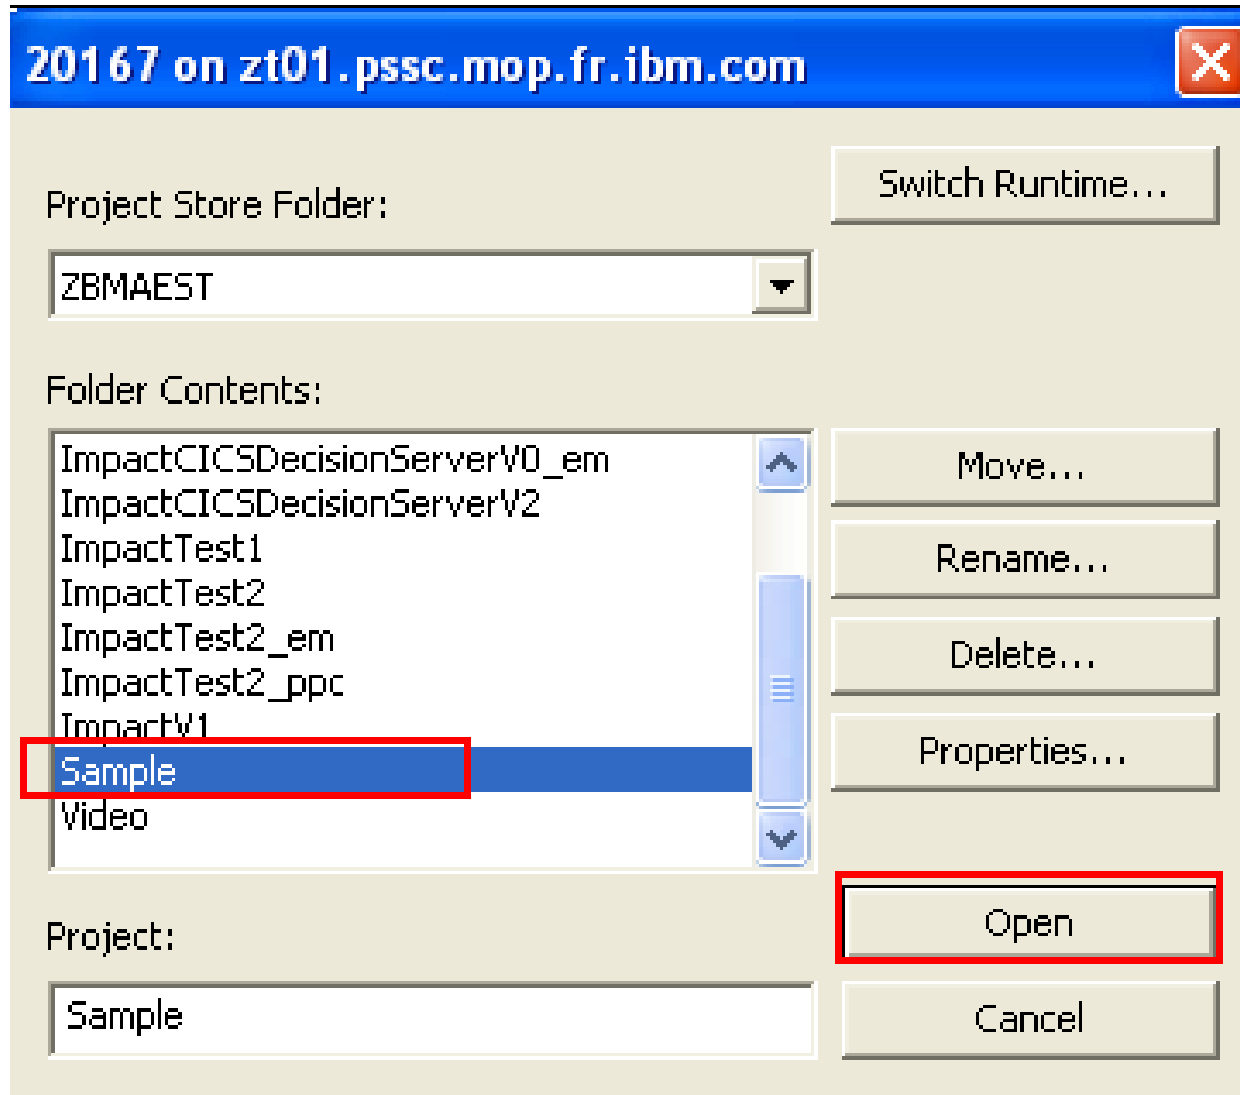 20167 on zt01.pssc.mop.fr.ibm.com
Switch Runtime...
Project Store Folder:
ZBMAEST
Folder Contents:
ImpactCICSDecisionServerV0_em
ImpactCICSDecisionServerV2
ImpactTest1
ImpactTest2
ImpactTest2_em
ImpactTest2_ppc
ImpactV1
Sample
Video
Move...
Rename...
Delete...
Properties...
Open
Project:
Sample
Cancel